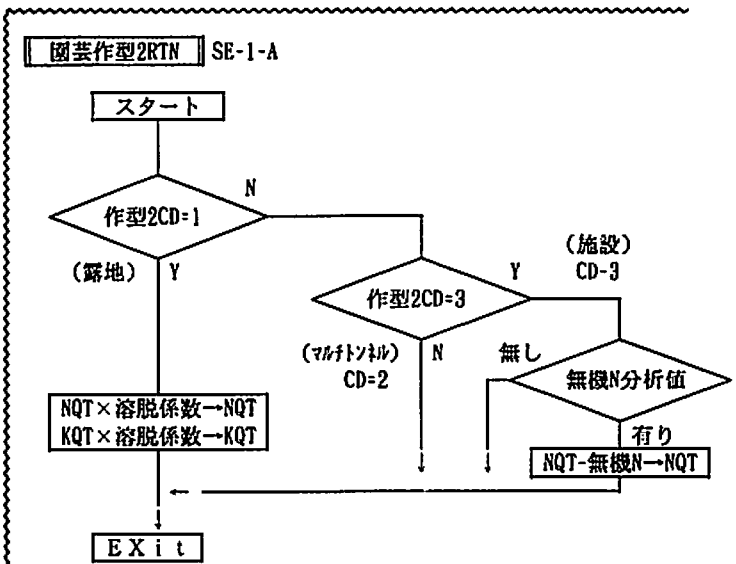 園芸作型2RTN SE-1-A
スタート
作型2CD=1
N
(露地) Y
作型2CD=3
Y
(施設)
CD-3
(マルチトンネル) N
CD=2
無し
無機N分析値
有り
NQT×溶脱係数→NQT
KQT×溶脱係数→KQT
NQT-無機N→NQT
EXit